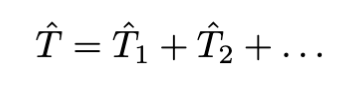 T̂ = T̂₁ + T̂₂ + …